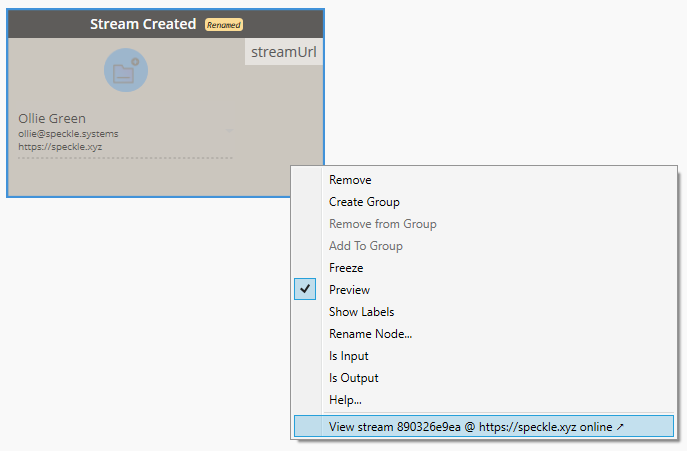 Stream Created Renamed
streamUrl
Ollie Green
ollie@speckle.systems
https://speckle.xyz
Remove
Create Group
Remove from Group
Add To Group
Freeze
Preview
Show Labels
Rename Node...
Is Input
Is Output
Help...
View stream 890326e9ea @ https://speckle.xyz online ↗